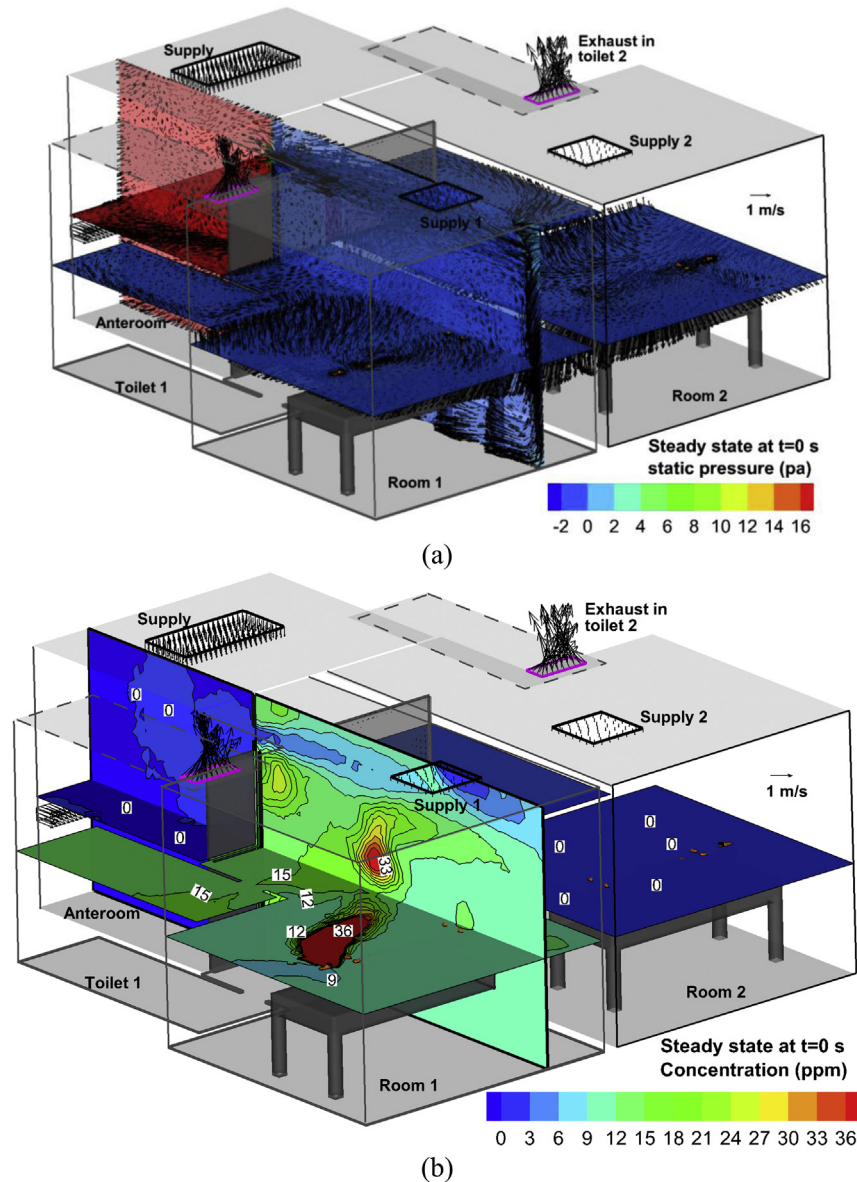 Supply
Exhaust in
toilet 2
Supply 2
Supply 1
1 m/s
Anteroom
Toilet 1
Room 2
Room 1
Steady state at t=0 s
static pressure (pa)
-2 0 2 4 6 8 10 12 14 16
(a)
Supply
Exhaust in
toilet 2
Supply 2
0
0
1 m/s
Supply 1
0
0
33
0
0
0
15
15
0
0
12
Anteroom
12
36
9
Toilet 1
Room 2
Room 1
Steady state at t=0 s
Concentration (ppm)
0 3 6 9 12 15 18 21 24 27 30 33 36
(b)